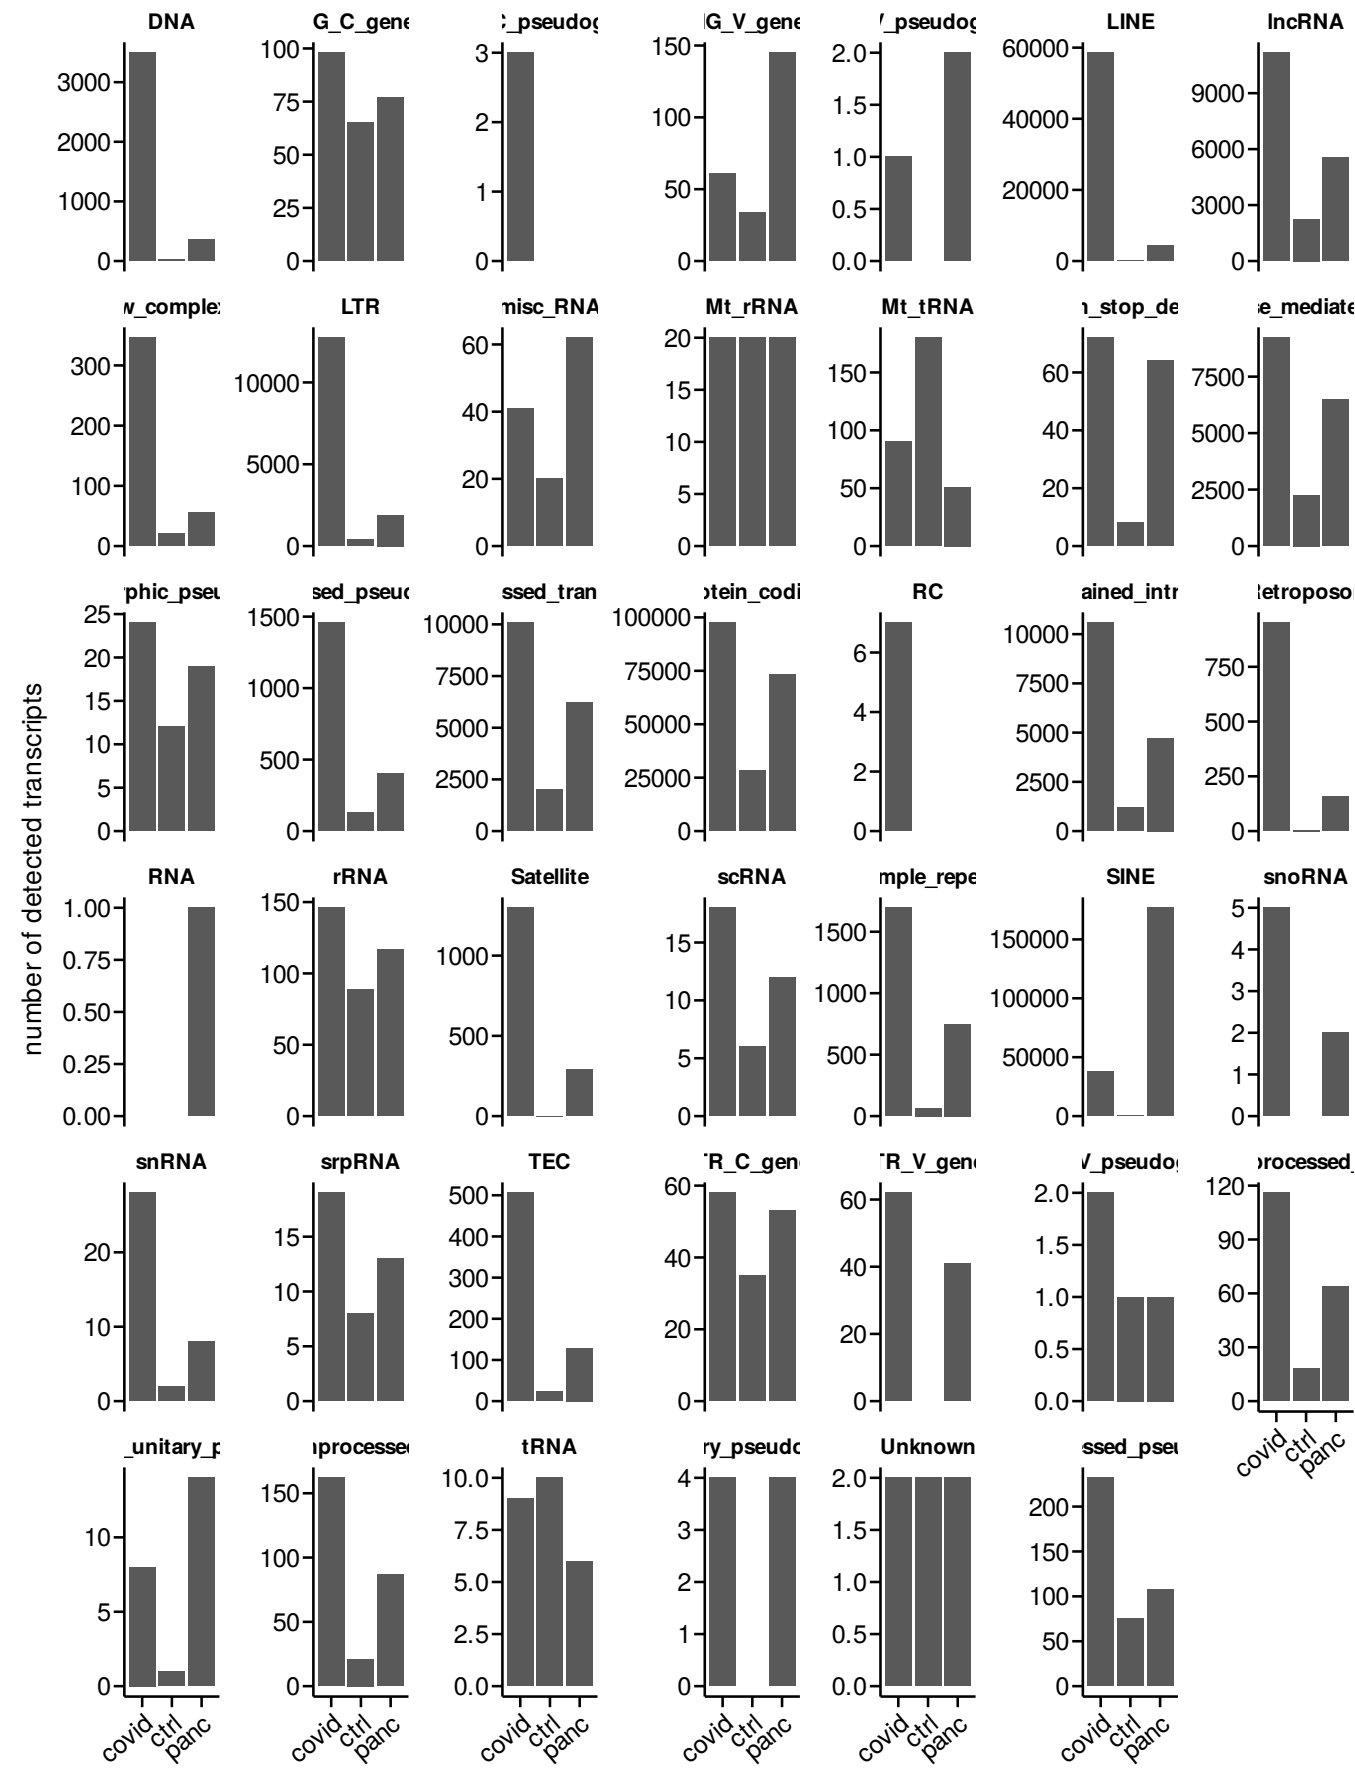 DNA G_C_gene C_pseudog IG_V_gene V_pseudog LINE lncRNA
3000 2000 1000 0
100 75 50 25 0
3 2 1 0
150 100 50 0
2.0 1.5 1.0 0.5 0.0
60000 40000 20000 0
9000 6000 3000 0
w_complex LTR misc_RNA Mt_rRNA Mt_tRNA n_stop_de se_mediate
300 200 100 0
10000 5000 0
60 40 20 0
20 15 10 5 0
150 100 50 0
60 40 20 0
7500 5000 2500 0
number of detected transcripts
rphic_pseu sed_pseud ssed_tran otein_codi RC ained_intr Retroposon
25 20 15 10 5 0
1500 1000 500 0
10000 7500 5000 2500 0
100000 75000 50000 25000 0
6 4 2 0
10000 7500 5000 2500 0
750 500 250 0
RNA rRNA Satellite scRNA mple_repe SINE snoRNA
1.00 0.75 0.50 0.25 0.00
150 100 50 0
1000 500 0
15 10 5 0
1500 1000 500 0
150000 100000 50000 0
5 4 3 2 1 0
snRNA srpRNA TEC TR_C_gene TR_V_gene V_pseudog processed_
20 10 0
15 10 5 0
500 400 300 200 100 0
60 40 20 0
60 40 20 0
2.0 1.5 1.0 0.5 0.0
120 90 60 30 0
covid ctrl panc
_unitary_p nprocessed tRNA ry_pseudo Unknown ssed_pseu
10 5 0
150 100 50 0
10.0 7.5 5.0 2.5 0.0
4 3 2 1 0
2.0 1.5 1.0 0.5 0.0
200 150 100 50 0
covid ctrl panc
covid ctrl panc
covid ctrl panc
covid ctrl panc
covid ctrl panc
covid ctrl panc